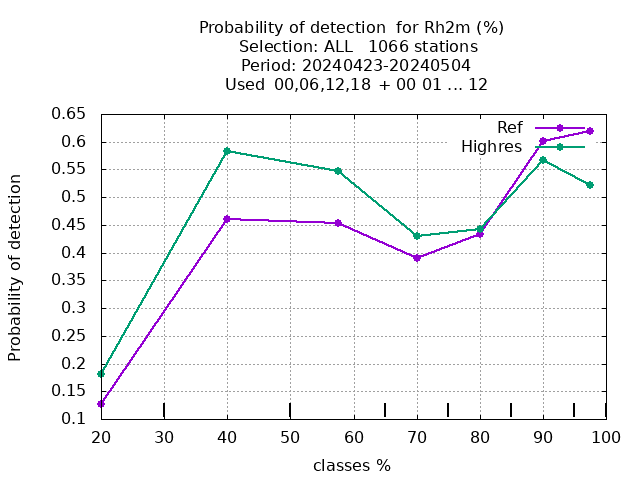 Probability of detection  for Rh2m (%)
Selection: ALL   1066 stations
Period: 20240423-20240504
Used  00,06,12,18  + 00 01 ... 12
Ref
Highres
Probability of detection
0.65
0.6
0.55
0.5
0.45
0.4
0.35
0.3
0.25
0.2
0.15
0.1
20 30 40 50 60 70 80 90 100
classes %